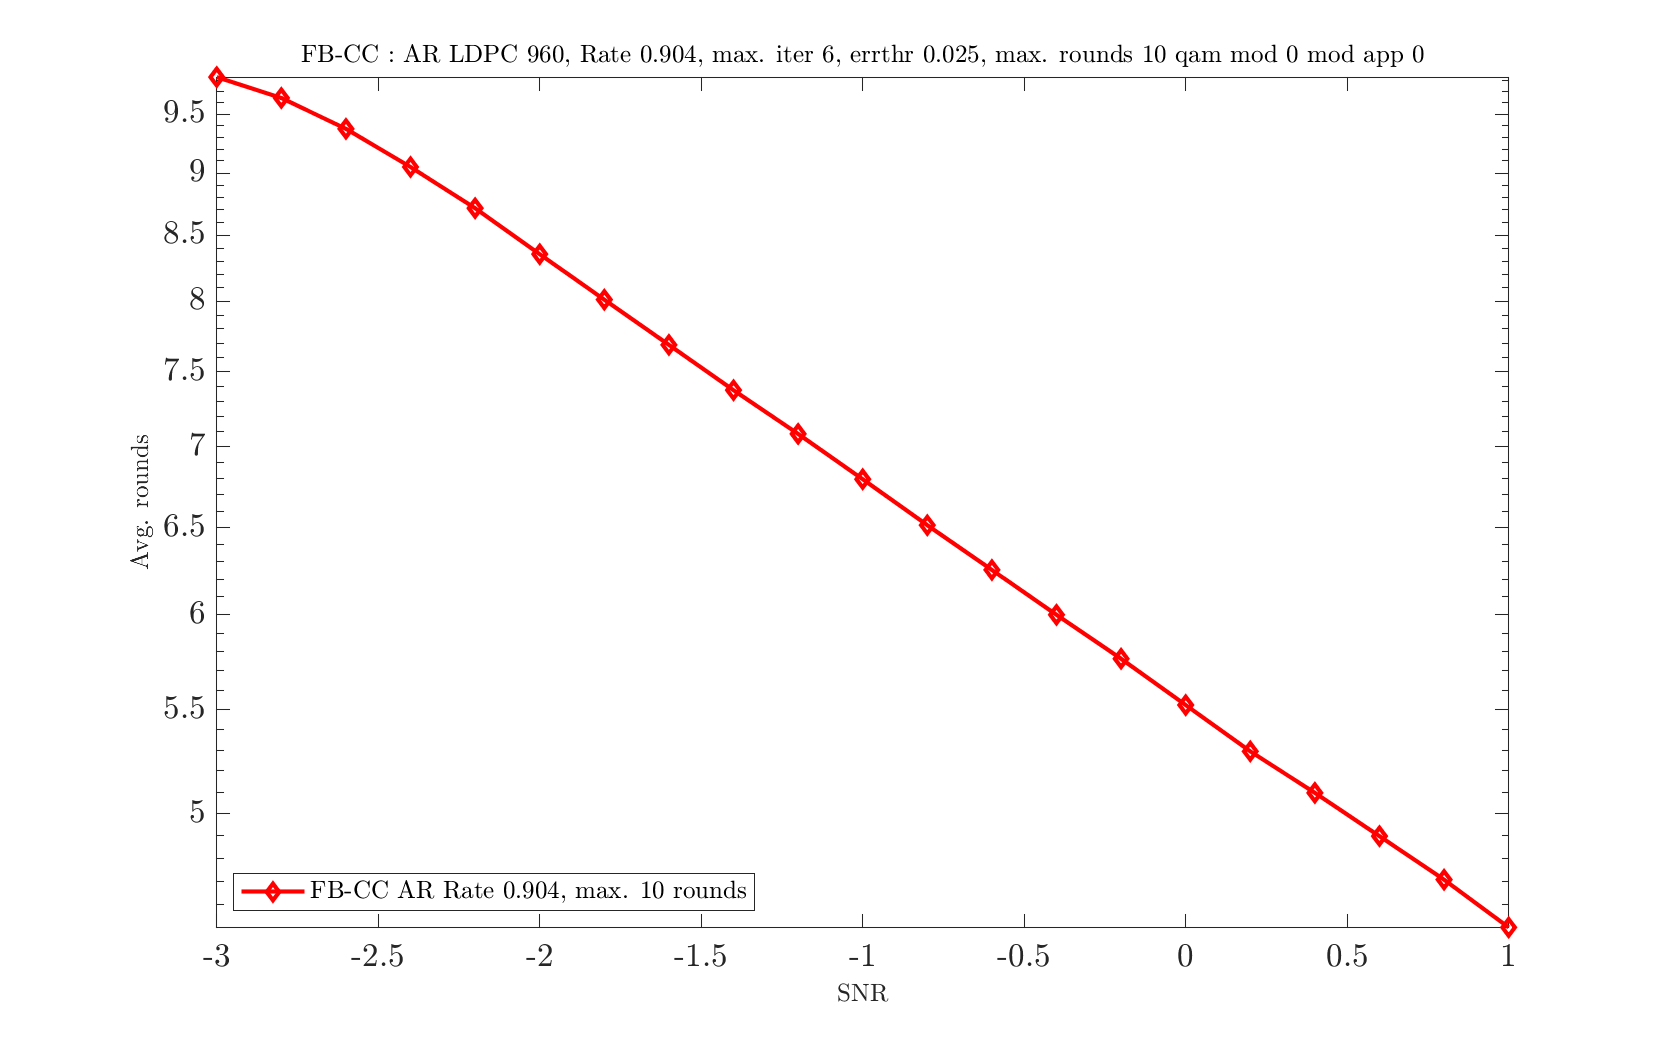 FB-CC : AR LDPC 960, Rate 0.904, max. iter 6, errthr 0.025, max. rounds 10 qam mod 0 mod app 0
9.5
9
8.5
8
7.5
7
6.5
6
5.5
5
Avg. rounds
FB-CC AR Rate 0.904, max. 10 rounds
-3 -2.5 -2 -1.5 -1 -0.5 0 0.5 1
SNR